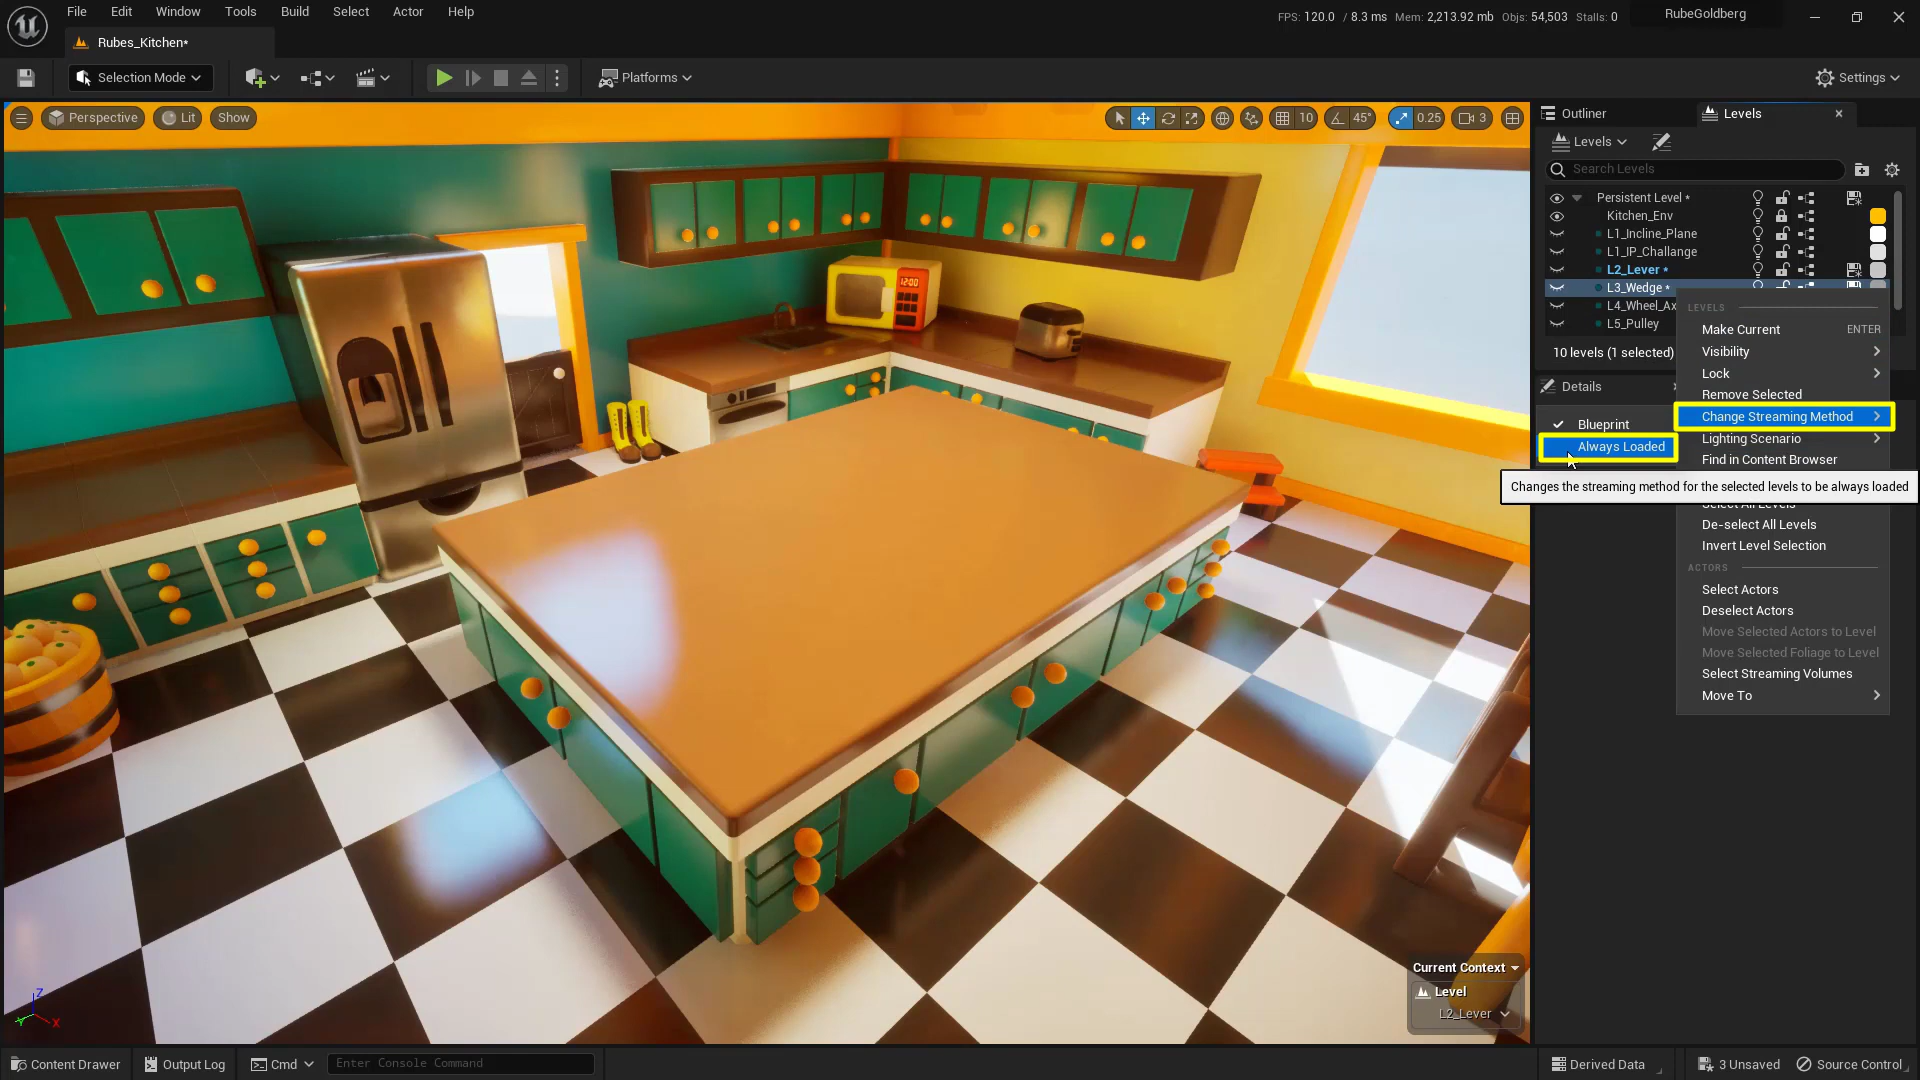 File Edit Window Tools Build Select Actor Help
FPS: 120.0 / 8.3 ms Mem: 2,213.92 mb Objs: 54,503 Stalls: 0
RubeGoldberg
Rubes_Kitchen*
Selection Mode
Platforms
Settings
Perspective
Lit
Show
10
45°
0.25
3
Outliner
Levels
Levels
Search Levels
Persistent Level *
Kitchen_Env
L1_Incline_Plane
L1_IP_Challange
L2_Lever *
L3_Wedge *
L4_Wheel_Ax
L5_Pulley
10 levels (1 selected)
Details
LEVELS
Make Current ENTER
Visibility
Lock
Remove Selected
Change Streaming Method
Blueprint
Always Loaded
Lighting Scenario
Find in Content Browser
Changes the streaming method for the selected levels to be always loaded
Select All Levels
De-select All Levels
Invert Level Selection
ACTORS
Select Actors
Deselect Actors
Move Selected Actors to Level
Move Selected Foliage to Level
Select Streaming Volumes
Move To
12:00
Current Context
Level
L2_Lever
Z
Y
X
Content Drawer
Output Log
Cmd
Enter Console Command
Derived Data
3 Unsaved
Source Control